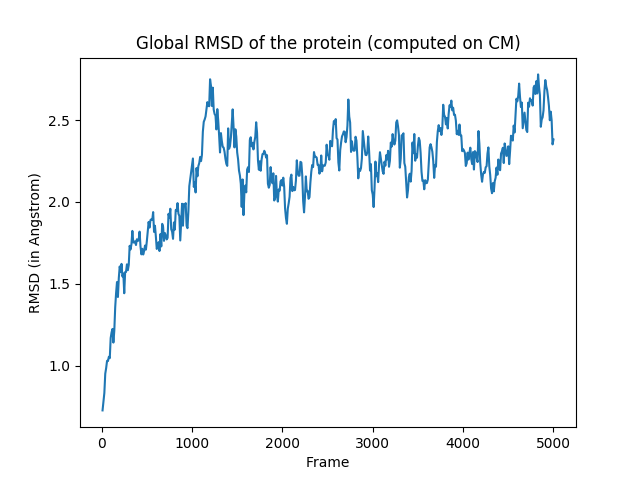 Global RMSD of the protein (computed on CM)
RMSD (in Angstrom)
2.5
2.0
1.5
1.0
0 1000 2000 3000 4000 5000
Frame